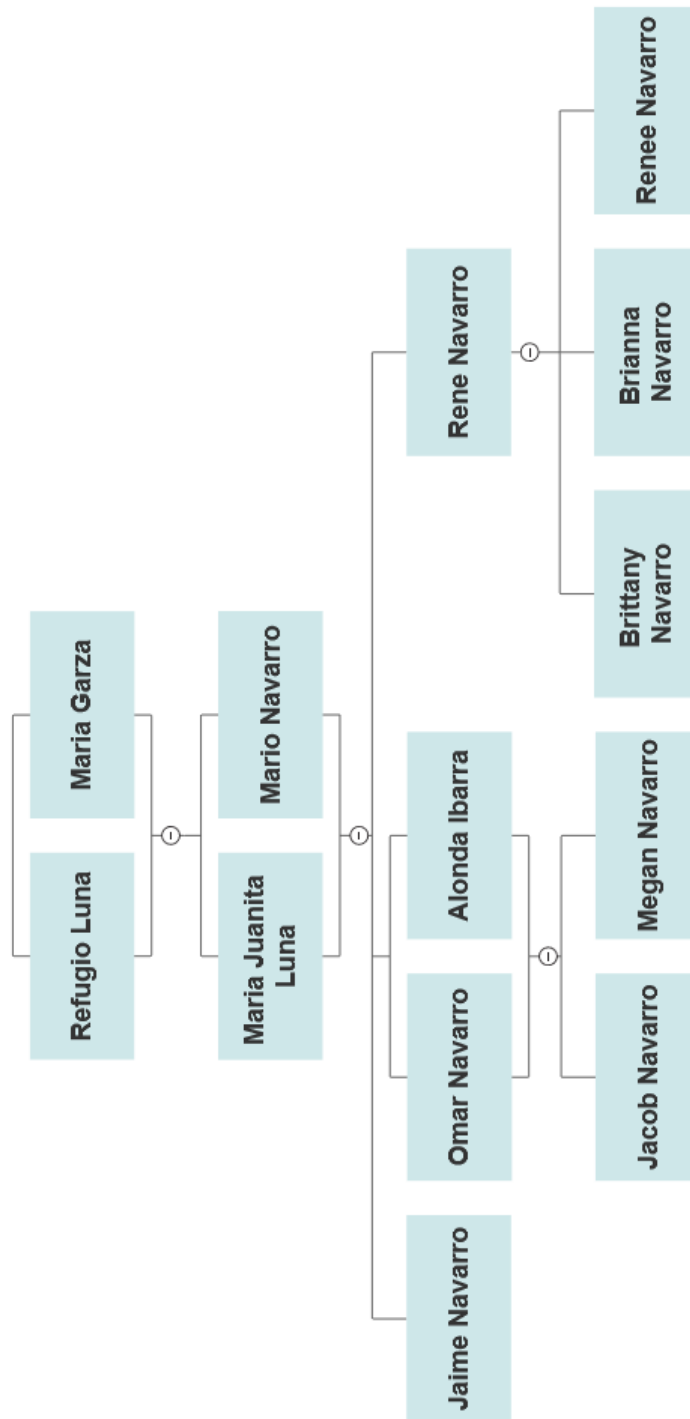 Refugio Luna
Maria Garza
Maria Juanita
Luna
Mario Navarro
Jaime Navarro
Omar Navarro
Alonda Ibarra
Rene Navarro
Jacob Navarro
Megan Navarro
Brittany
Navarro
Brianna
Navarro
Renee Navarro